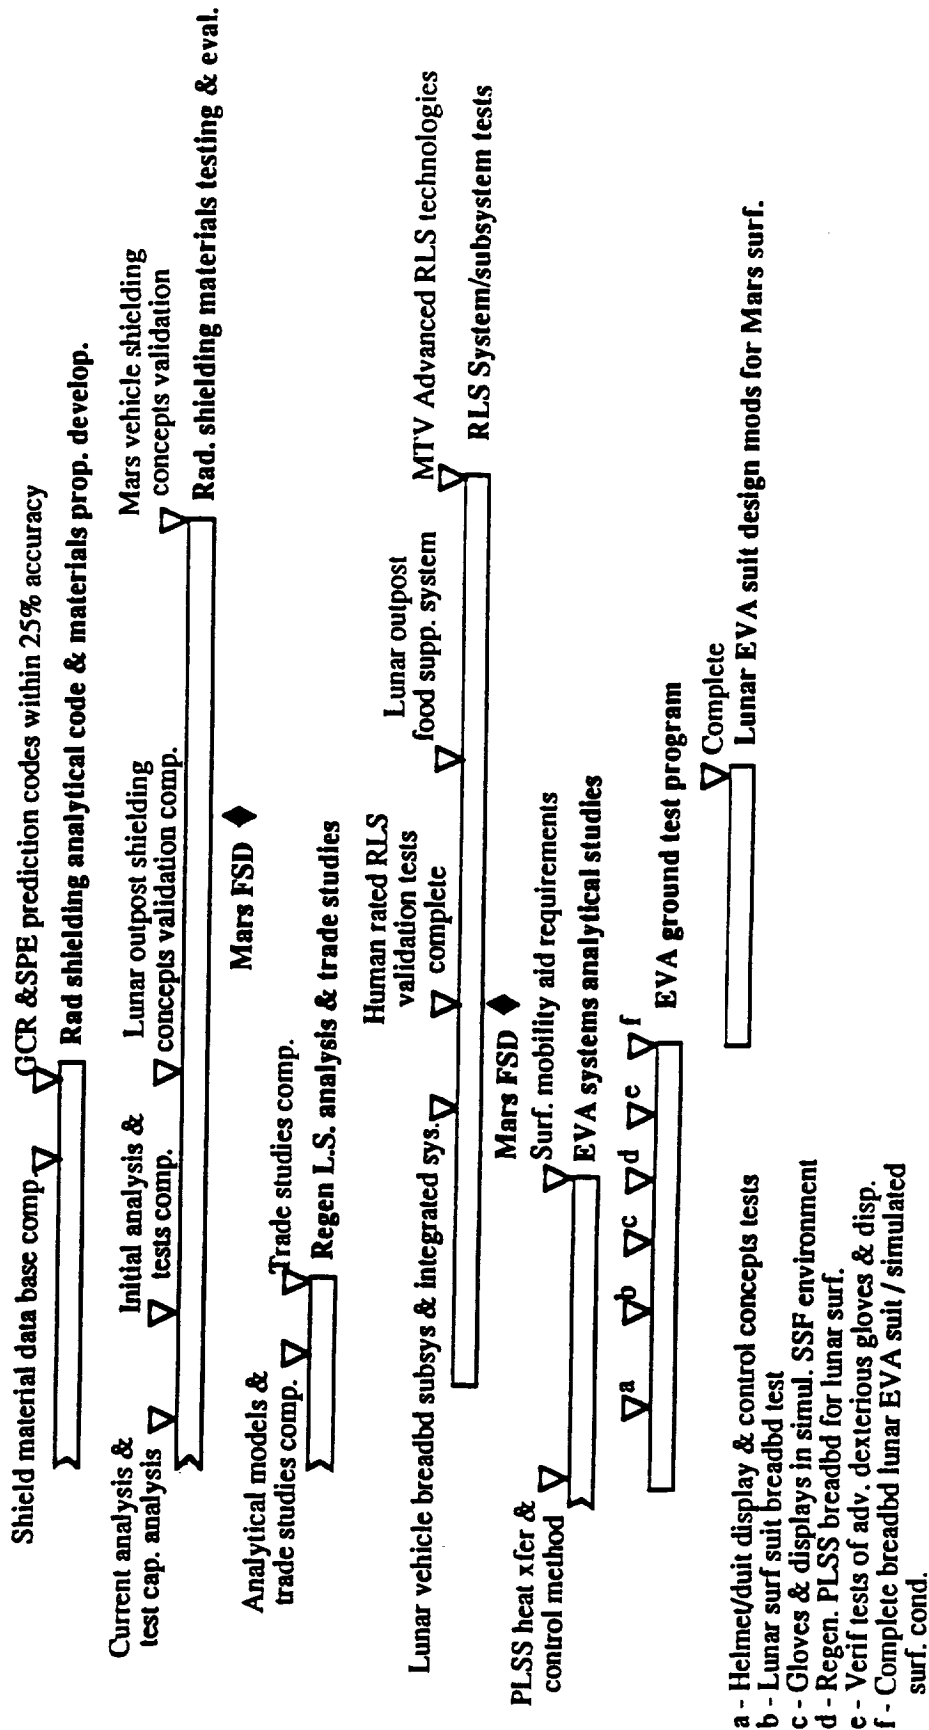 Shield material data base comp.
GCR &SPE prediction codes within 25% accuracy
Rad shielding analytical code & materials prop. develop.
Current analysis &
test cap. analysis
Initial analysis &
tests comp.
Lunar outpost shielding
concepts validation comp.
Mars vehicle shielding
concepts validation
Rad. shielding materials testing & eval.
Mars FSD
Analytical models &
trade studies comp.
Trade studies comp.
Regen L.S. analysis & trade studies
Lunar vehicle breadbd subsys & integrated sys.
Human rated RLS
validation tests
complete
Lunar outpost
food supp. system
MTV Advanced RLS technologies
RLS System/subsystem tests
Mars FSD
PLSS heat xfer &
control method
Surf. mobility aid requirements
EVA systems analytical studies
a
b
c
d
e
f
EVA ground test program
Complete
Lunar EVA suit design mods for Mars surf.
a - Helmet/duit display & control concepts tests
b - Lunar surf suit breadbd test
c - Gloves & displays in simul. SSF environment
d - Regen. PLSS breadbd for lunar surf.
e - Verif tests of adv. dexterious gloves & disp.
f - Complete breadbd lunar EVA suit / simulated
surf. cond.